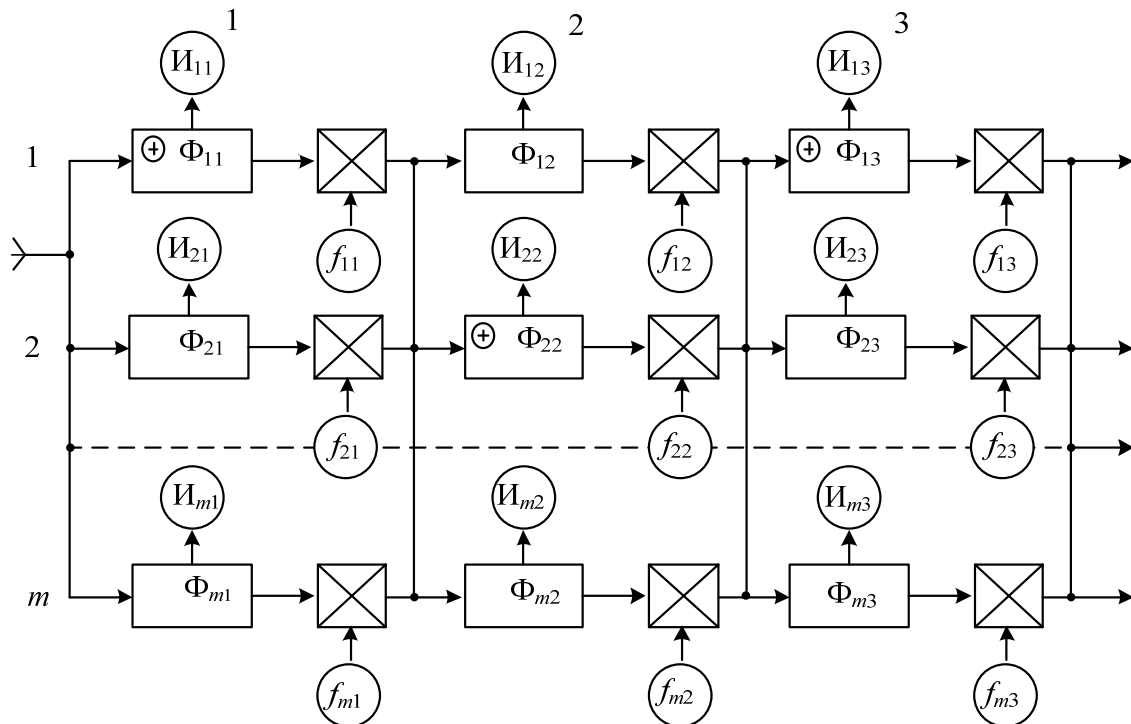 1 2 3
И11 И12 И13
1 + Φ11 Φ12 + Φ13
f11 f12 f13
И21 И22 И23
2 Φ21 + Φ22 Φ23
f21 f22 f23
Иm1 Иm2 Иm3
m Φm1 Φm2 Φm3
fm1 fm2 fm3